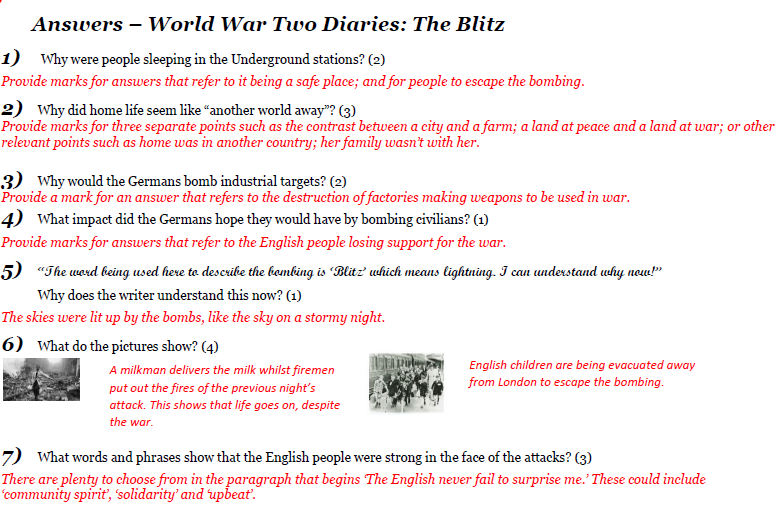 Answers – World War Two Diaries: The Blitz
1) Why were people sleeping in the Underground stations? (2)
Provide marks for answers that refer to it being a safe place; and for people to escape the bombing.
2) Why did home life seem like “another world away”? (3)
Provide marks for three separate points such as the contrast between a city and a farm; a land at peace and a land at war; or other
relevant points such as home was in another country; her family wasn’t with her.
3) Why would the Germans bomb industrial targets? (2)
Provide a mark for an answer that refers to the destruction of factories making weapons to be used in war.
4) What impact did the Germans hope they would have by bombing civilians? (1)
Provide marks for answers that refer to the English people losing support for the war.
5) “The word being used here to describe the bombing is ‘Blitz’ which means lightning. I can understand why now!”
Why does the writer understand this now? (1)
The skies were lit up by the bombs, like the sky on a stormy night.
6) What do the pictures show? (4)
A milkman delivers the milk whilst firemen
put out the fires of the previous night’s
attack. This shows that life goes on, despite
the war.
English children are being evacuated away
from London to escape the bombing.
7) What words and phrases show that the English people were strong in the face of the attacks? (3)
There are plenty to choose from in the paragraph that begins ‘The English never fail to surprise me.’ These could include
‘community spirit’, ‘solidarity’ and ‘upbeat’.